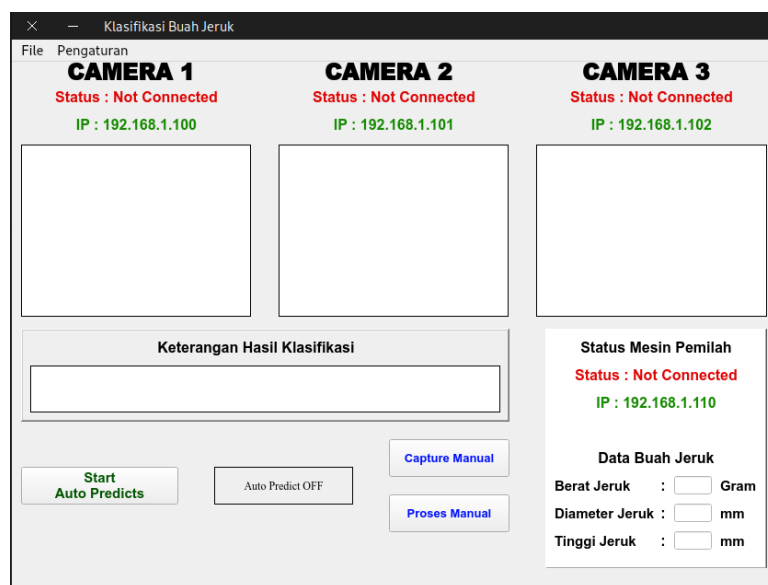 Klasifikasi Buah Jeruk
File Pengaturan
CAMERA 1
Status : Not Connected
IP : 192.168.1.100
CAMERA 2
Status : Not Connected
IP : 192.168.1.101
CAMERA 3
Status : Not Connected
IP : 192.168.1.102
Keterangan Hasil Klasifikasi
Status Mesin Pemilah
Status : Not Connected
IP : 192.168.1.110
Start
Auto Predicts
Auto Predict OFF
Capture Manual
Proses Manual
Data Buah Jeruk
Berat Jeruk : Gram
Diameter Jeruk : mm
Tinggi Jeruk : mm